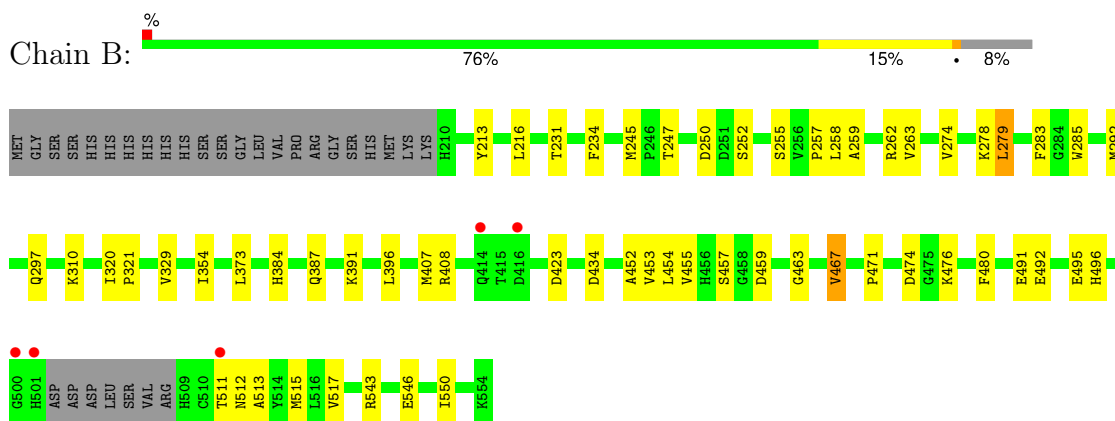 %
Chain B:
76% 15% • 8%
MET GLY SER SER HIS HIS HIS HIS HIS HIS SER SER GLY LEU VAL PRO ARG GLY SER HIS MET LYS LYS H210 Y213 L216 T231 F234 M245 P246 T247 D250 D251 S252 S255 V256 P257 L258 A259 R262 V263 V274 K278 L279 F283 G284 W285
Q297 K310 I320 P321 V329 I354 L373 H384 Q387 K391 L396 M407 R408 Q414 T415 D416 D423 D434 A452 V453 L454 V455 H456 S457 G458 D459 G463 V467 P471 D474 G475 K476 F480 E491 E492 E495 H496
G500 H501 ASP ASP ASP LEU SER VAL ARG H509 C510 T511 N512 A513 Y514 M515 L516 V517 R543 E546 I550 K554